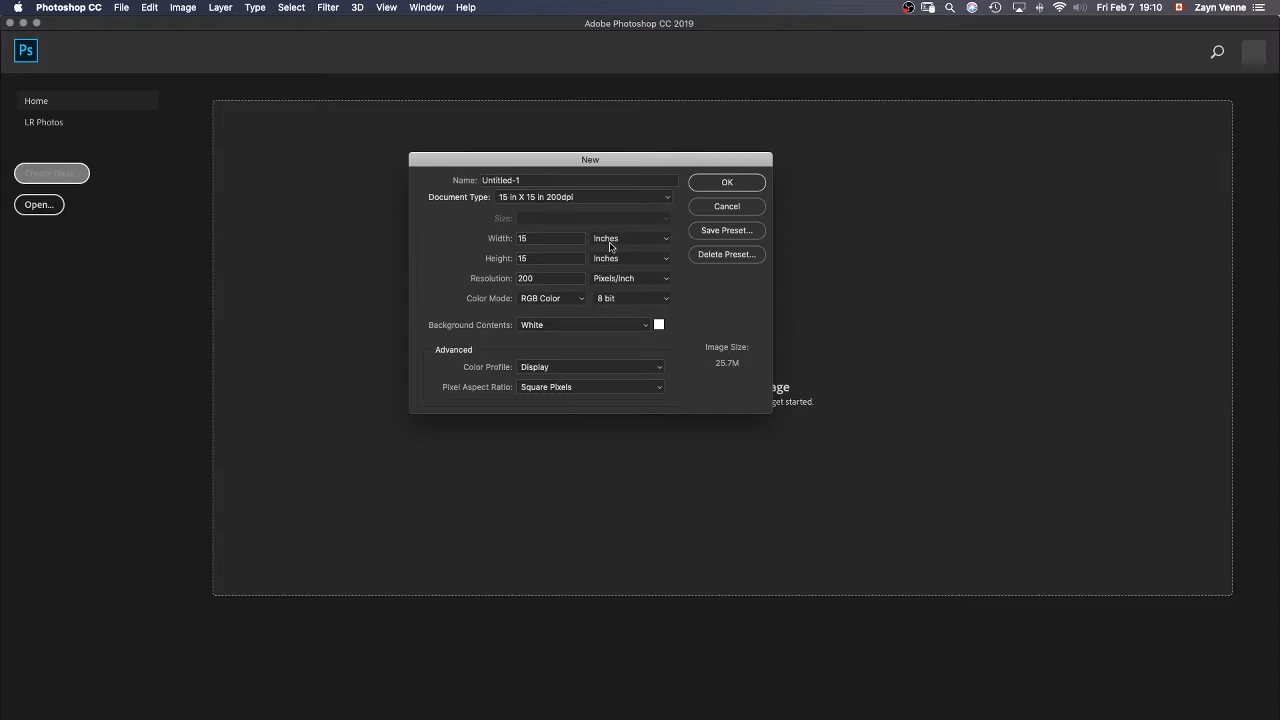 Photoshop CC File Edit Image Layer Type Select Filter 3D View Window Help Fri Feb 7 19:10 Zayn Venne
Adobe Photoshop CC 2019
Ps
Home
LR Photos
Create New...
Open...
New
Name: Untitled-1
OK
Document Type: 15 in X 15 in 200dpi
Cancel
Size:
Width: 15 Inches
Save Preset...
Height: 15 Inches
Delete Preset...
Resolution: 200 Pixels/Inch
Color Mode: RGB Color 8 bit
Background Contents: White
Advanced
Image Size:
25.7M
Color Profile: Display
Pixel Aspect Ratio: Square Pixels
age
get started.